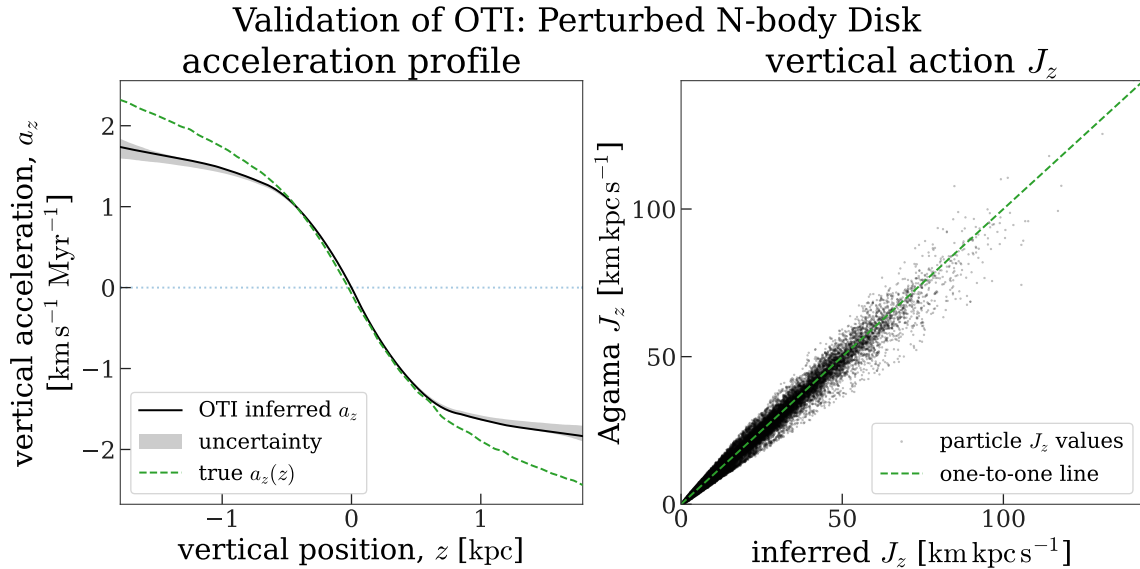 Validation of OTI: Perturbed N-body Disk
acceleration profile
vertical acceleration, $a_z$
[km s$^{-1}$ Myr$^{-1}$]
2
1
0
−1
−2
OTI inferred $a_z$
uncertainty
true $a_z(z)$
−1
0
1
vertical position, $z$ [kpc]
vertical action $J_z$
Agama $J_z$ [km kpc s$^{-1}$]
100
50
0
particle $J_z$ values
one-to-one line
0
50
100
inferred $J_z$ [km kpc s$^{-1}$]